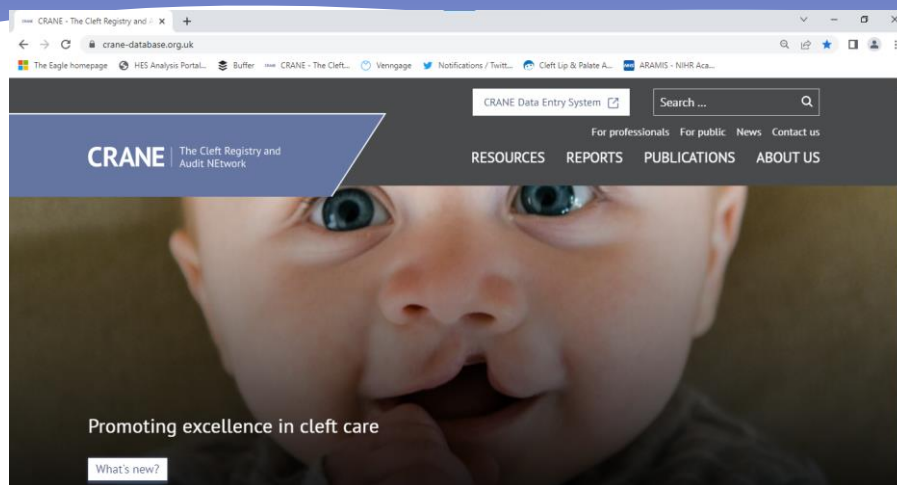 CRANE - The Cleft Registry and
crane-database.org.uk
The Eagle homepage HES Analysis Portal... Buffer CRANE - The Cleft... Venngage Notifications / Twitt... Cleft Lip & Palate A... ARAMIS - NIHR Aca...
CRANE Data Entry System Search ...
For professionals For public News Contact us
CRANE The Cleft Registry and
Audit NEtwork
RESOURCES REPORTS PUBLICATIONS ABOUT US
Promoting excellence in cleft care
What's new?